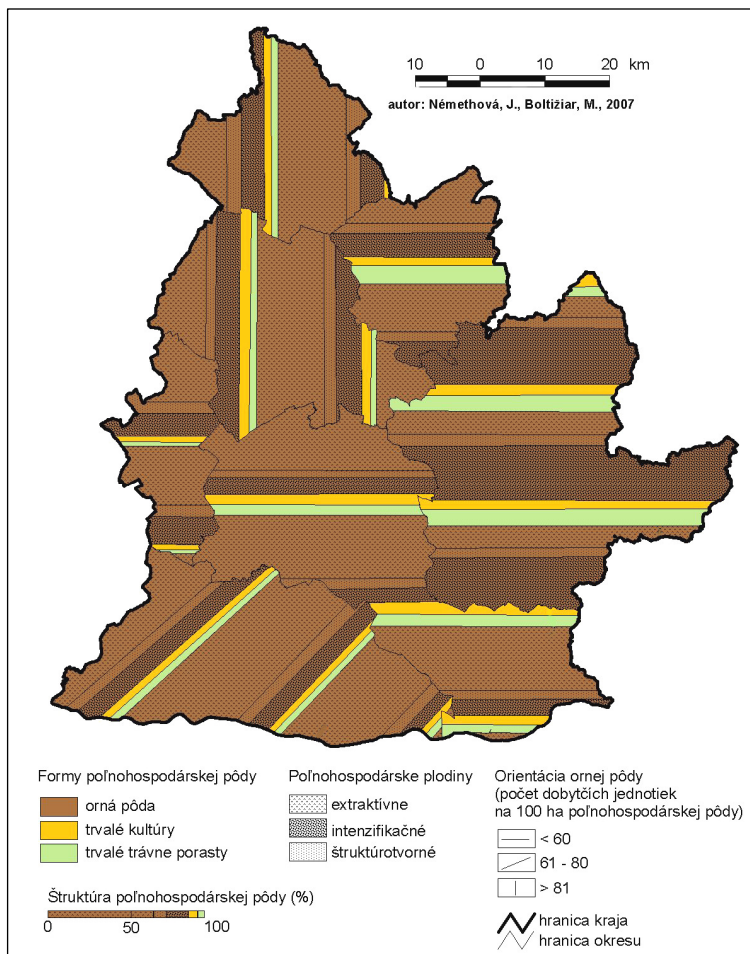 10 0 10 20 km
autor: Némethová, J., Boltižiar, M., 2007
Formy poľnohospodárskej pôdy
orná pôda
trvalé kultúry
trvalé trávne porasty
Poľnohospodárske plodiny
extraktívne
intenzifikačné
štruktúrotvorné
Orientácia ornej pôdy
(počet dobytčích jednotiek
na 100 ha poľnohospodárskej pôdy)
< 60
61 - 80
> 81
Štruktúra poľnohospodárskej pôdy (%)
0 50 100
hranica kraja
hranica okresu